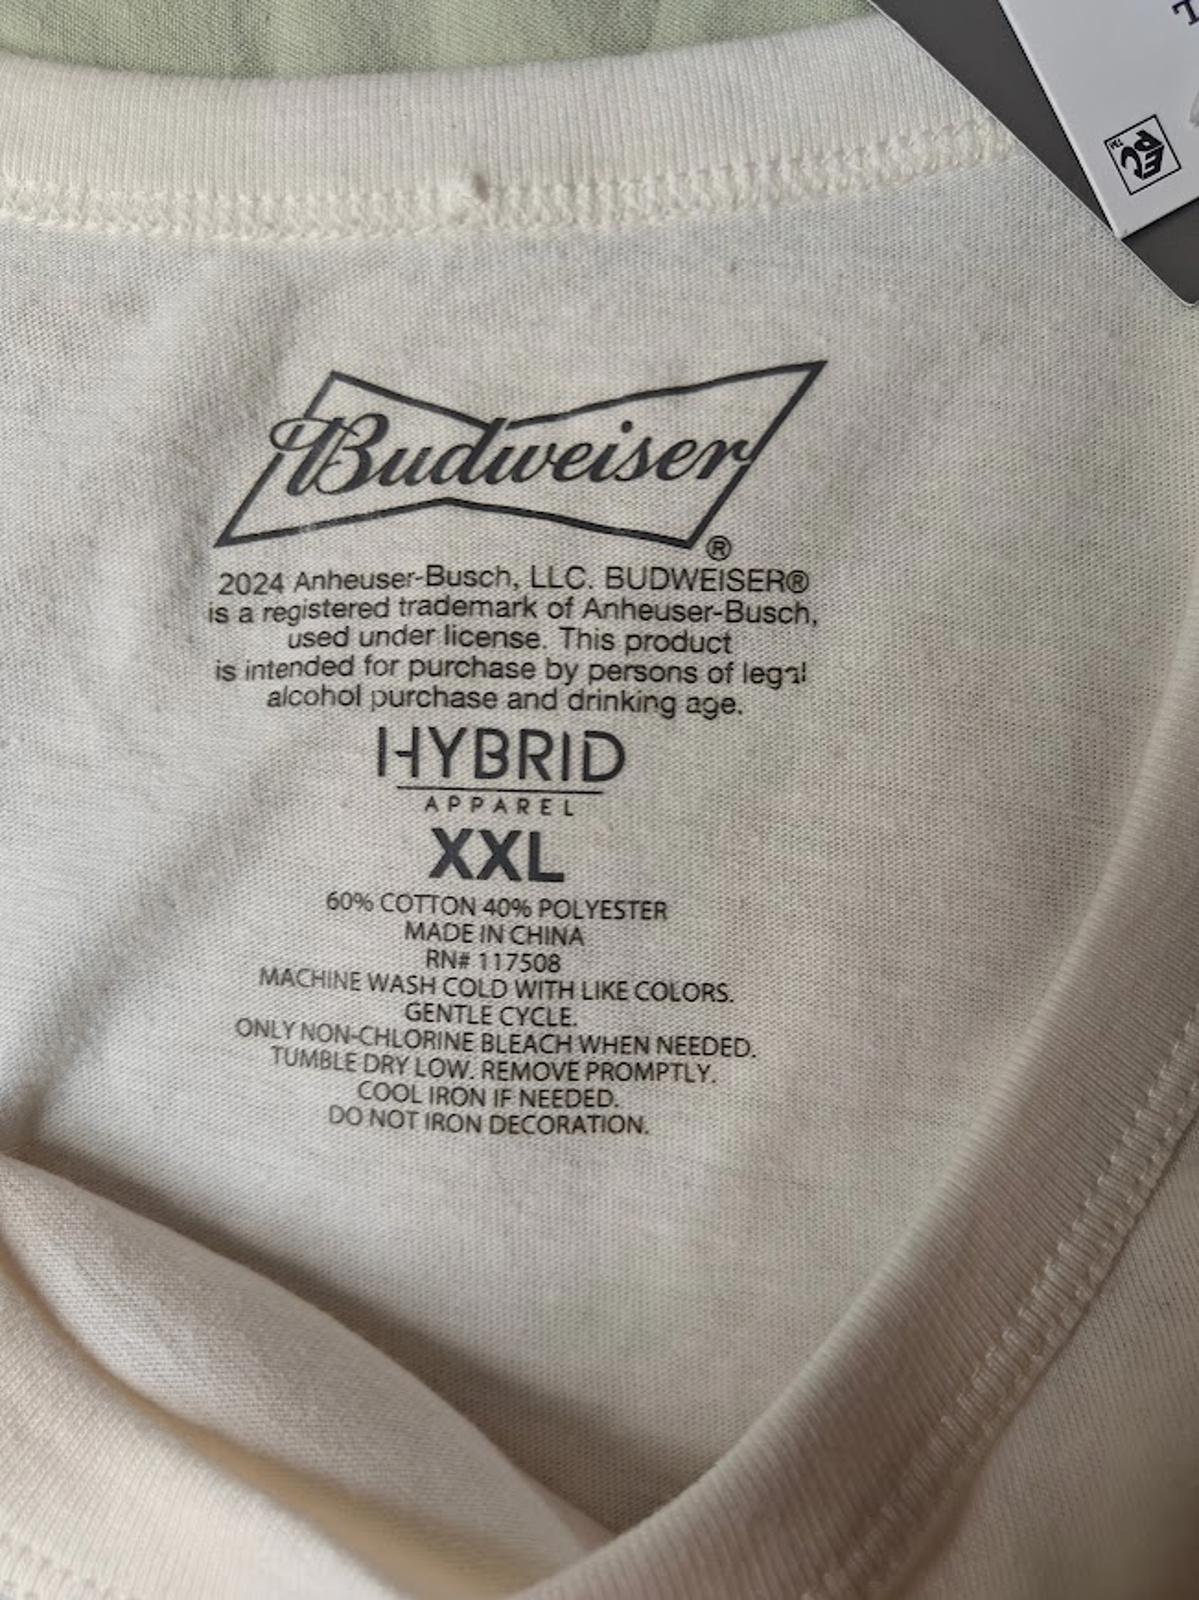 T
EPC™
Budweiser
®
2024 Anheuser-Busch, LLC. BUDWEISER®
is a registered trademark of Anheuser-Busch,
used under license. This product
is intended for purchase by persons of legal
alcohol purchase and drinking age.
HYBRID
APPAREL
XXL
60% COTTON 40% POLYESTER
MADE IN CHINA
RN# 117508
MACHINE WASH COLD WITH LIKE COLORS.
GENTLE CYCLE.
ONLY NON-CHLORINE BLEACH WHEN NEEDED.
TUMBLE DRY LOW. REMOVE PROMPTLY.
COOL IRON IF NEEDED.
DO NOT IRON DECORATION.